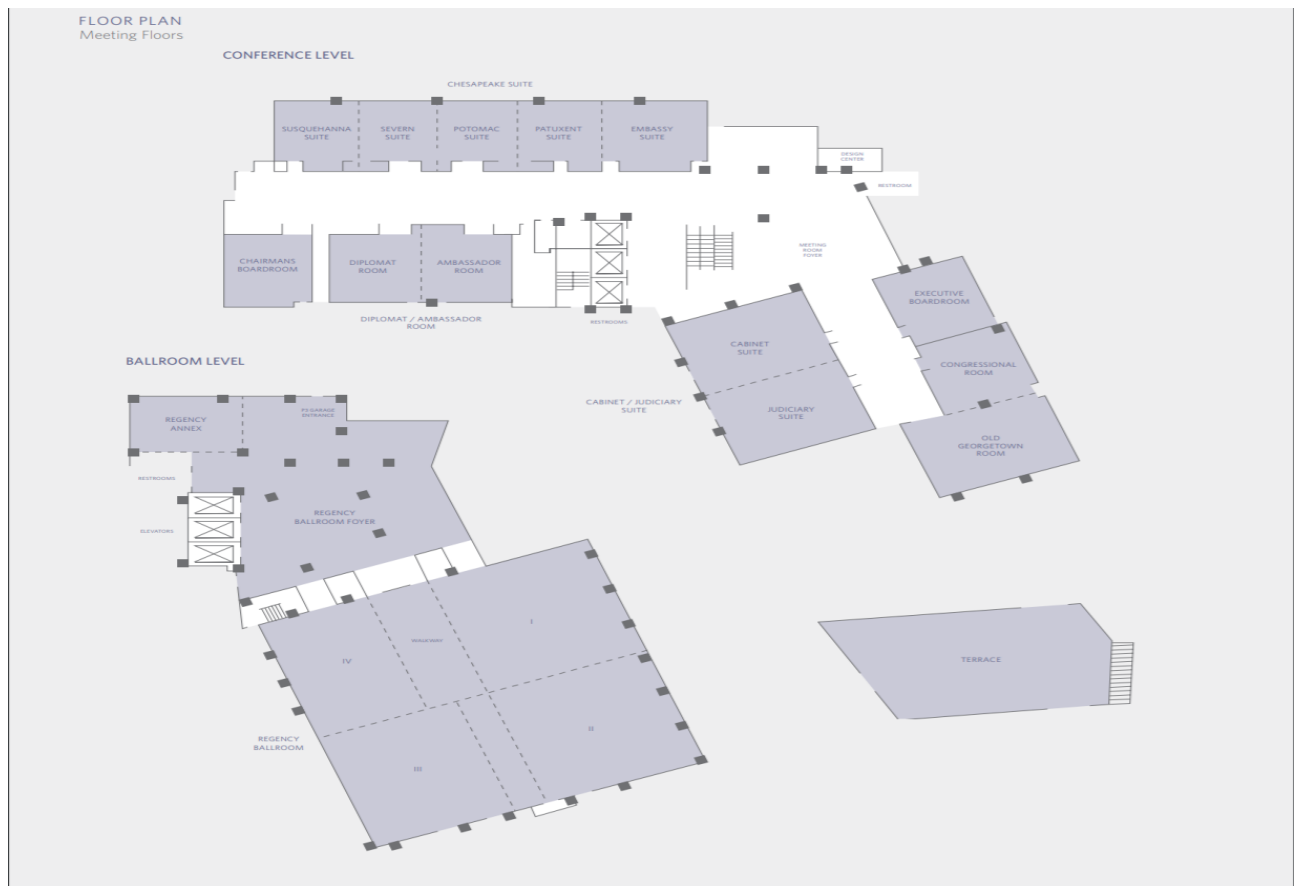 FLOOR PLAN
Meeting Floors
CONFERENCE LEVEL
CHESAPEAKE SUITE
SUSQUEHANNA
SUITE
SEVERN
SUITE
POTOMAC
SUITE
PATUXENT
SUITE
EMBASSY
SUITE
DESIGN
CENTER
RESTROOM
MEETING
ROOM
FOYER
CHAIRMANS
BOARDROOM
DIPLOMAT
ROOM
AMBASSADOR
ROOM
DIPLOMAT / AMBASSADOR
ROOM
RESTROOMS
EXECUTIVE
BOARDROOM
CABINET
SUITE
CONGRESSIONAL
ROOM
CABINET / JUDICIARY
SUITE
JUDICIARY
SUITE
OLD
GEORGETOWN
ROOM
BALLROOM LEVEL
REGENCY
ANNEX
GARAGE
ENTRANCE
RESTROOMS
ELEVATORS
REGENCY
BALLROOM FOYER
I
WALKWAY
IV
II
REGENCY
BALLROOM
III
TERRACE